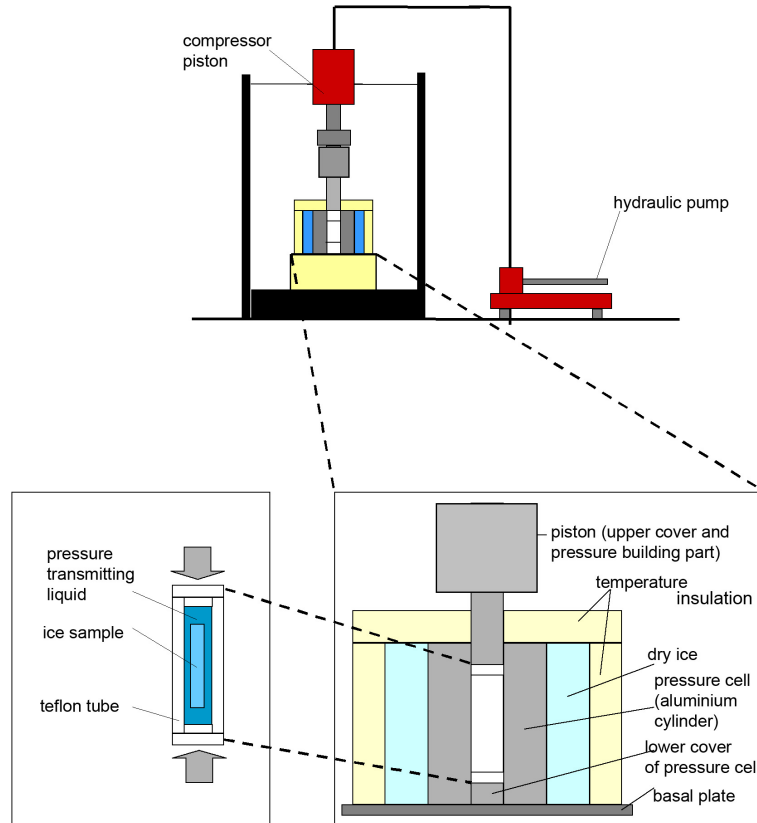 compressor
piston
hydraulic pump
pressure
transmitting
liquid
ice sample
teflon tube
piston (upper cover and
pressure building part)
temperature
insulation
dry ice
pressure cell
(aluminium
cylinder)
lower cover
of pressure cel
basal plate